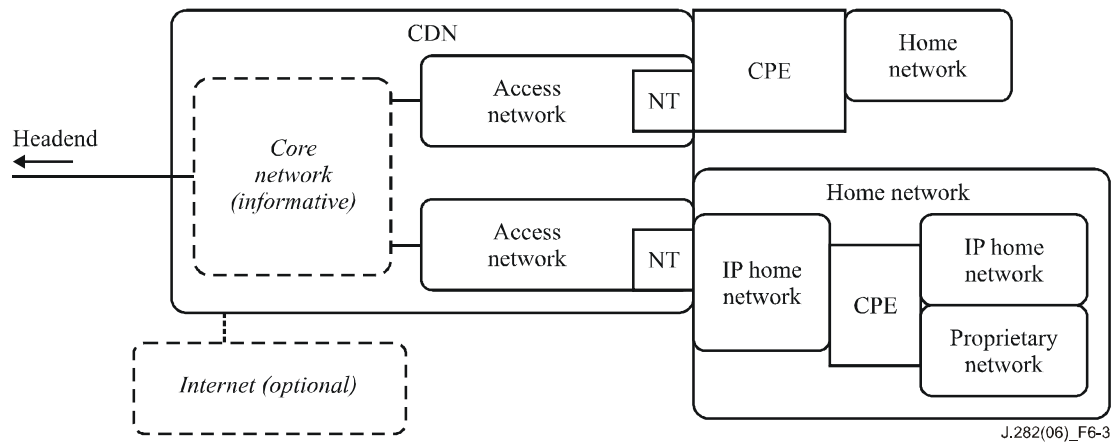 CDN
Headend
Core
network
(informative)
Access
network
NT
CPE
Home
network
Access
network
NT
Home network
IP home
network
CPE
IP home
network
Proprietary
network
Internet (optional)
J.282(06)_F6-3